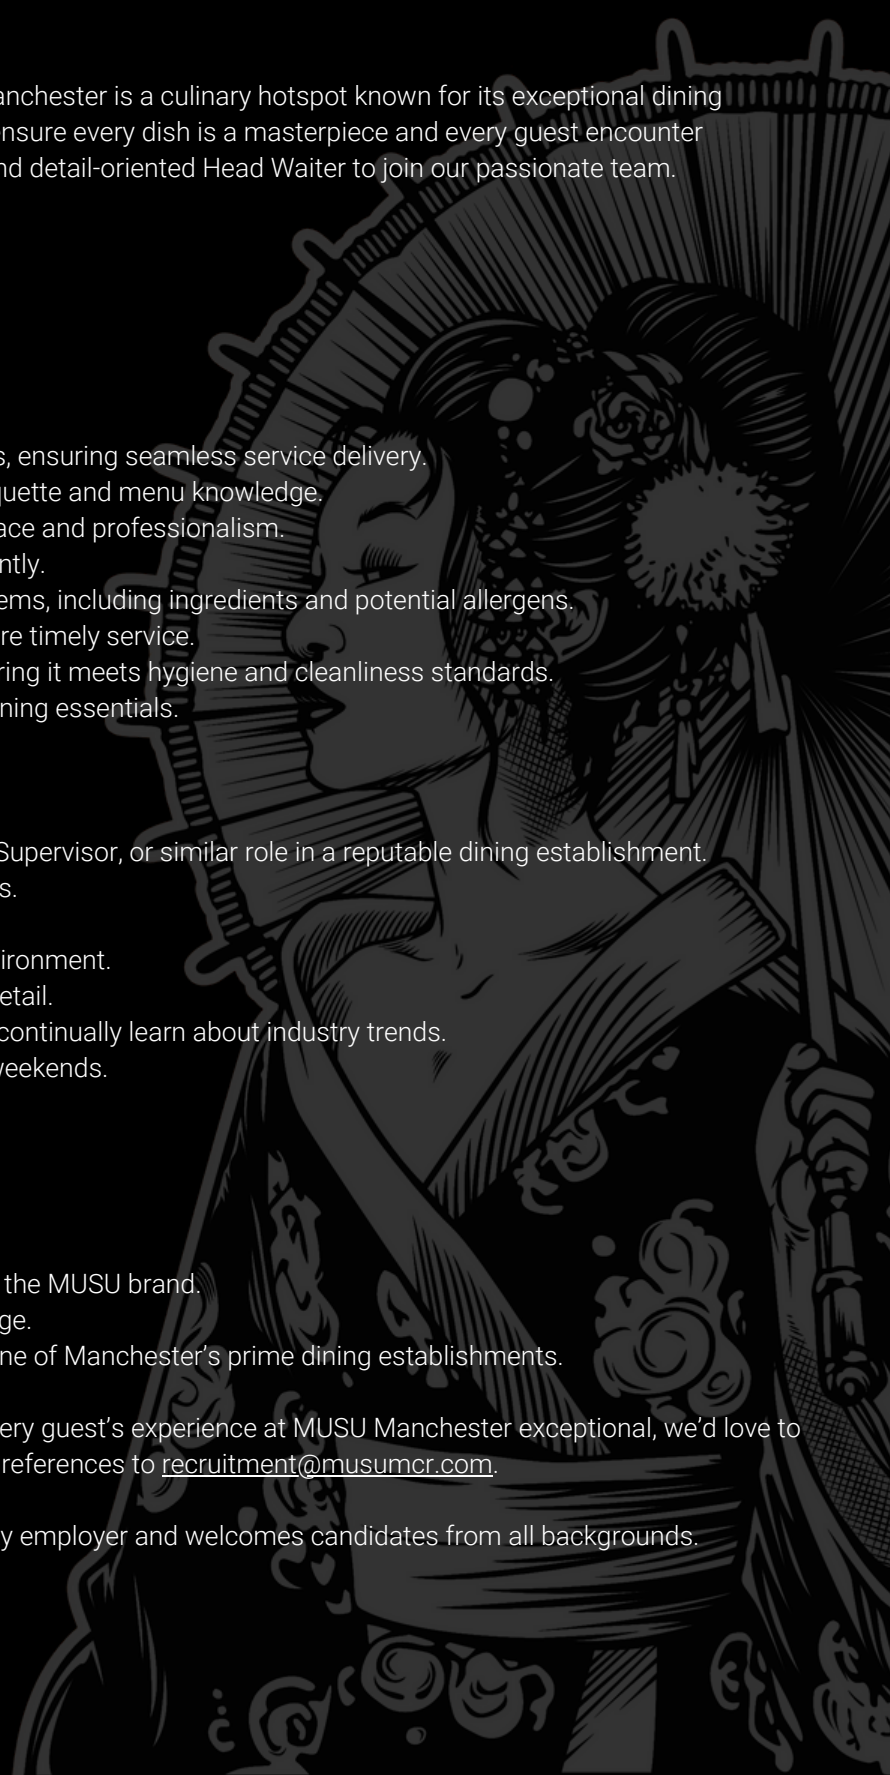 anchester is a culinary hotspot known for its exceptional dining
ensure every dish is a masterpiece and every guest encounter
nd detail-oriented Head Waiter to join our passionate team.
s, ensuring seamless service delivery.
quette and menu knowledge.
ace and professionalism.
ntly.
ems, including ingredients and potential allergens.
re timely service.
ring it meets hygiene and cleanliness standards.
ning essentials.
Supervisor, or similar role in a reputable dining establishment.
s.
ironment.
etail.
continually learn about industry trends.
weekends.
the MUSU brand.
ge.
ne of Manchester’s prime dining establishments.
ery guest’s experience at MUSU Manchester exceptional, we’d love to
references to recruitment@musumcr.com.
y employer and welcomes candidates from all backgrounds.